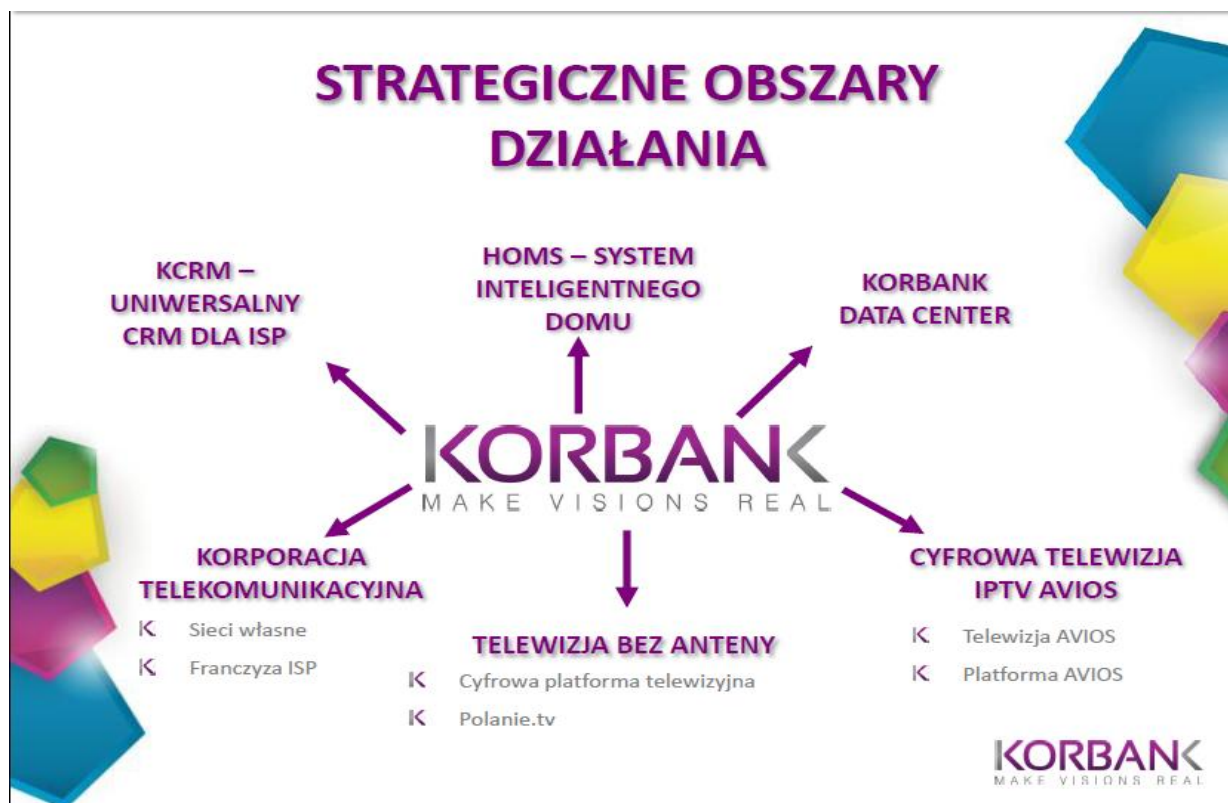 STRATEGICZNE OBSZARY
DZIAŁANIA
KCRM –
UNIWERSALNY
CRM DLA ISP
HOMS – SYSTEM
INTELIGENTNEGO
DOMU
KORBANK
DATA CENTER
KORBANK
MAKE VISIONS REAL
KORPORACJA
TELEKOMUNIKACYJNA
Sieci własne
Franczyza ISP
TELEWIZJA BEZ ANTENY
Cyfrowa platforma telewizyjna
Polanie.tv
CYFROWA TELEWIZJA
IPTV AVIOS
Telewizja AVIOS
Platforma AVIOS
KORBANK
MAKE VISIONS REAL